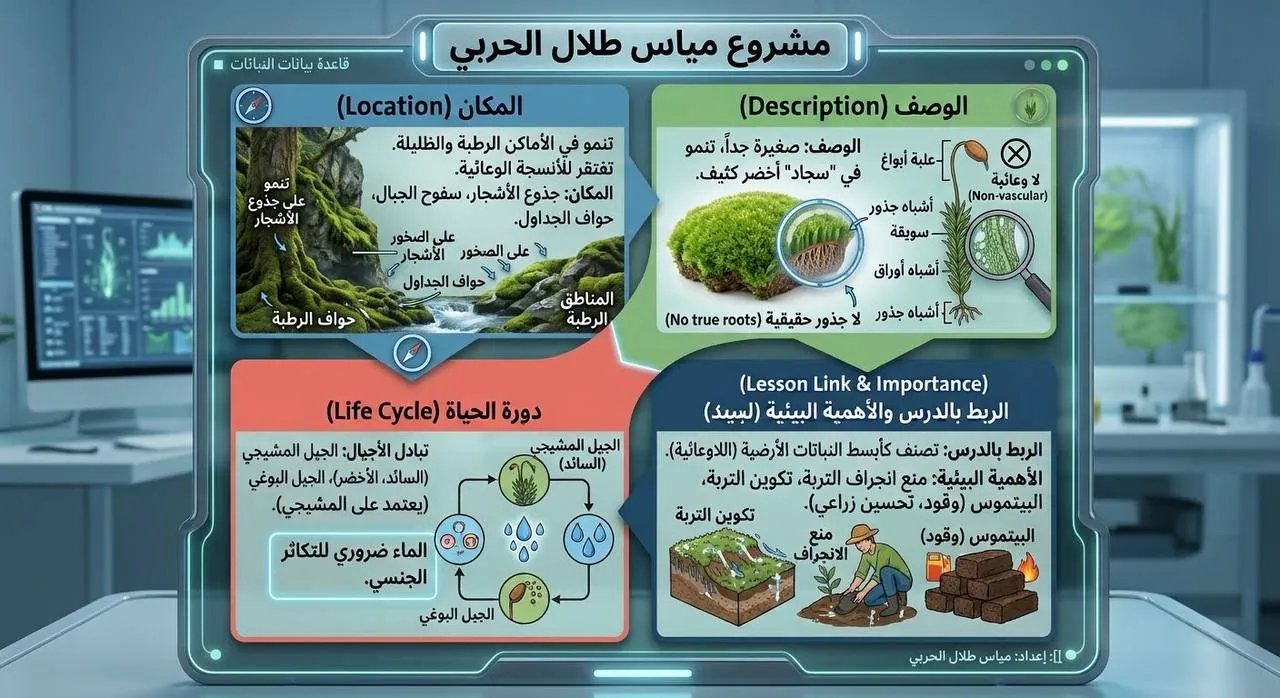 مشروع مياس طلال الحربي
قاعدة بيانات النباتات
الوصف (Description)
الوصف: صغيرة جداً، تنمو
في "سجاد" أخضر كثيف.
علبة أبواغ
لا وعائية
(Non-vascular)
أشباه جذور
سويقة
أشباه أوراق
أشباه جذور
لا جذور حقيقية (No true roots)
المكان (Location)
تنمو في الأماكن الرطبة والظليلة.
تفتقر للأنسجة الوعائية.
المكان: جذوع الأشجار، سفوح الجبال،
حواف الجداول.
تنمو
على جذوع
الأشجار
على الصخور
الأشجار
على الصخور
حواف الجداول
المناطق
الرطبة
حواف الرطبة
(Lesson Link & Importance)
الربط بالدرس والأهمية البيئية
الربط بالدرس: تصنف كأبسط النباتات الأرضية (اللاوعائية).
الأهمية البيئية: منع انجراف التربة، تكوين التربة،
البيتموس (وقود، تحسين زراعي).
تكوين التربة
منع
الانجراف
البيتموس (وقود)
دورة الحياة (Life Cycle)
تبادل الأجيال: الجيل المشيجي
(السائد، الأخضر)، الجيل البوغي
(يعتمد على المشيجي).
الماء ضروري للتكاثر
الجنسي.
الجيل المشيجي
(السائد)
الجيل البوغي
إعداد: مياس طلال الحربي